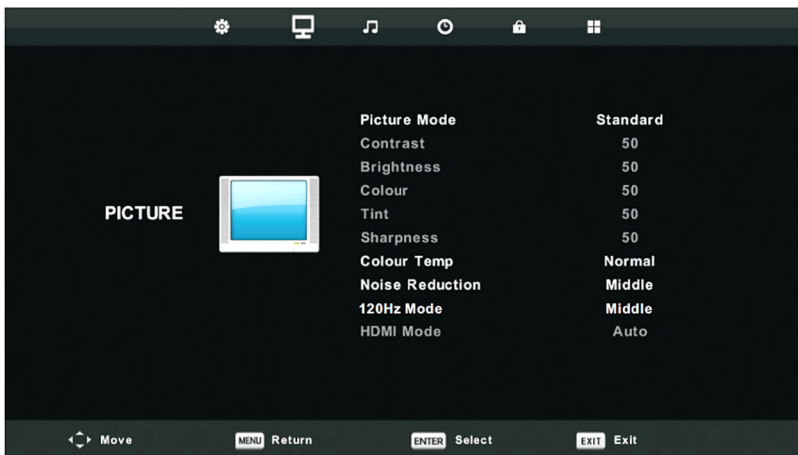 Picture Mode Standard
Contrast 50
Brightness 50
Colour 50
PICTURE
Tint 50
Sharpness 50
Colour Temp Normal
Noise Reduction Middle
120Hz Mode Middle
HDMI Mode Auto
Move MENU Return ENTER Select EXIT Exit